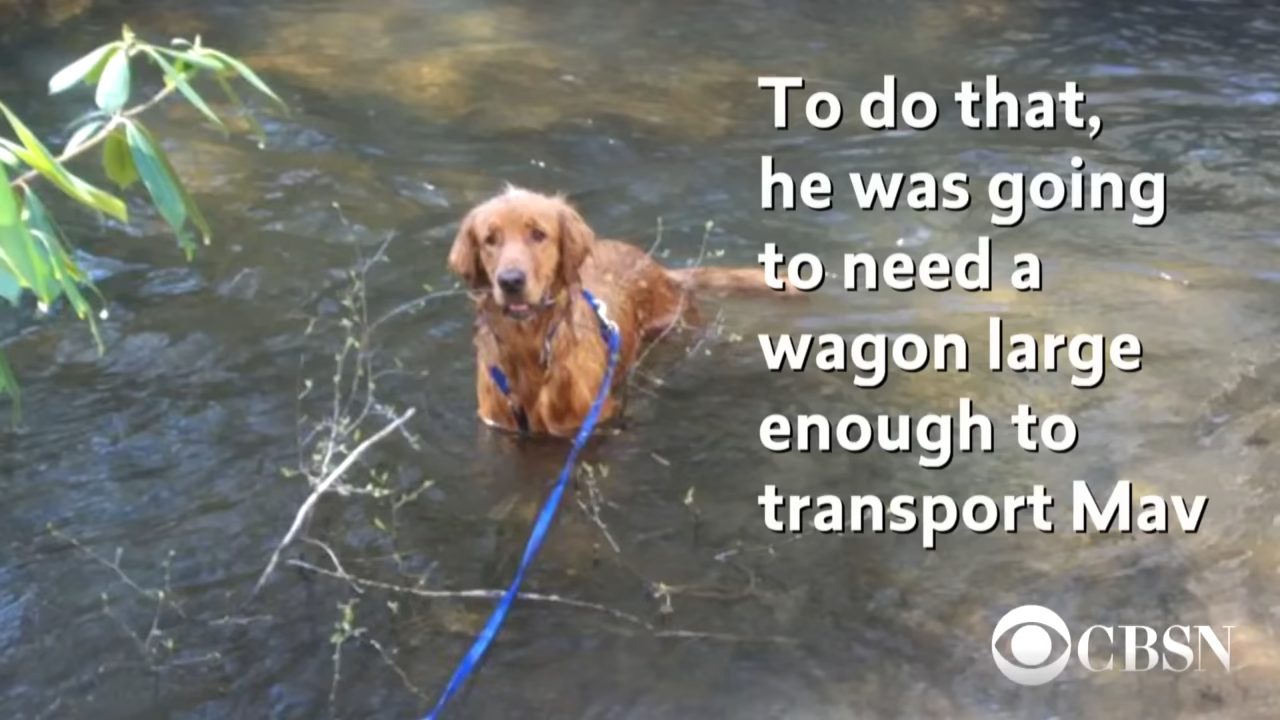 To do that,
he was going
to need a
wagon large
enough to
transport Mav
CBSN